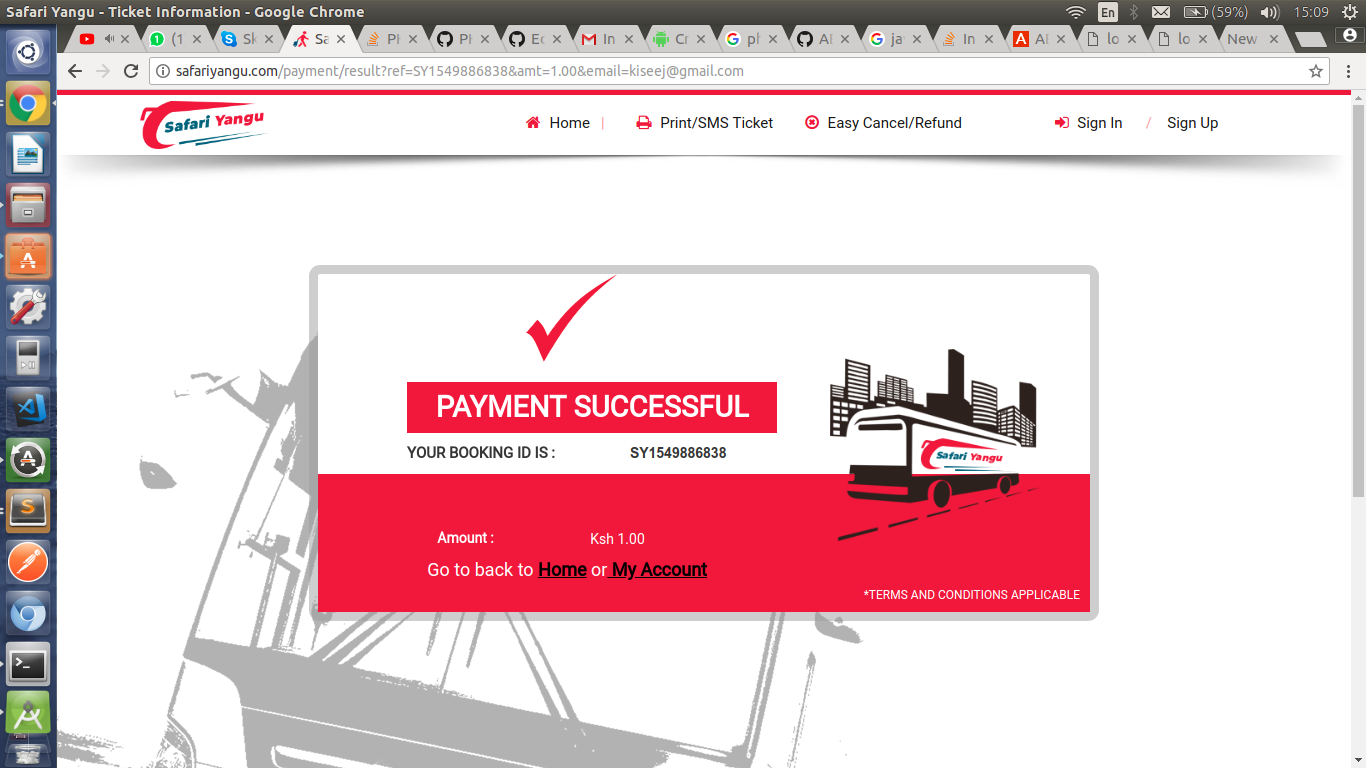 Safari Yangu - Ticket Information - Google Chrome
En
(59%)
15:09
(1
Sk
Sa
Ph
Ph
Ec
In
Cr
ph
Al
ja
In
Al
lo
lo
New
safariyangu.com/payment/result?ref=SY1549886838&amt=1.00&email=kiseej@gmail.com
Safari Yangu
Home |
Print/SMS Ticket
Easy Cancel/Refund
Sign In / Sign Up
PAYMENT SUCCESSFUL
YOUR BOOKING ID IS : SY1549886838
Safari Yangu
Amount : Ksh 1.00
Go to back to Home or My Account
*TERMS AND CONDITIONS APPLICABLE